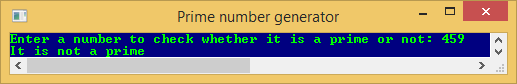 Prime number generator
Enter a number to check whether it is a prime or not: 459
It is not a prime